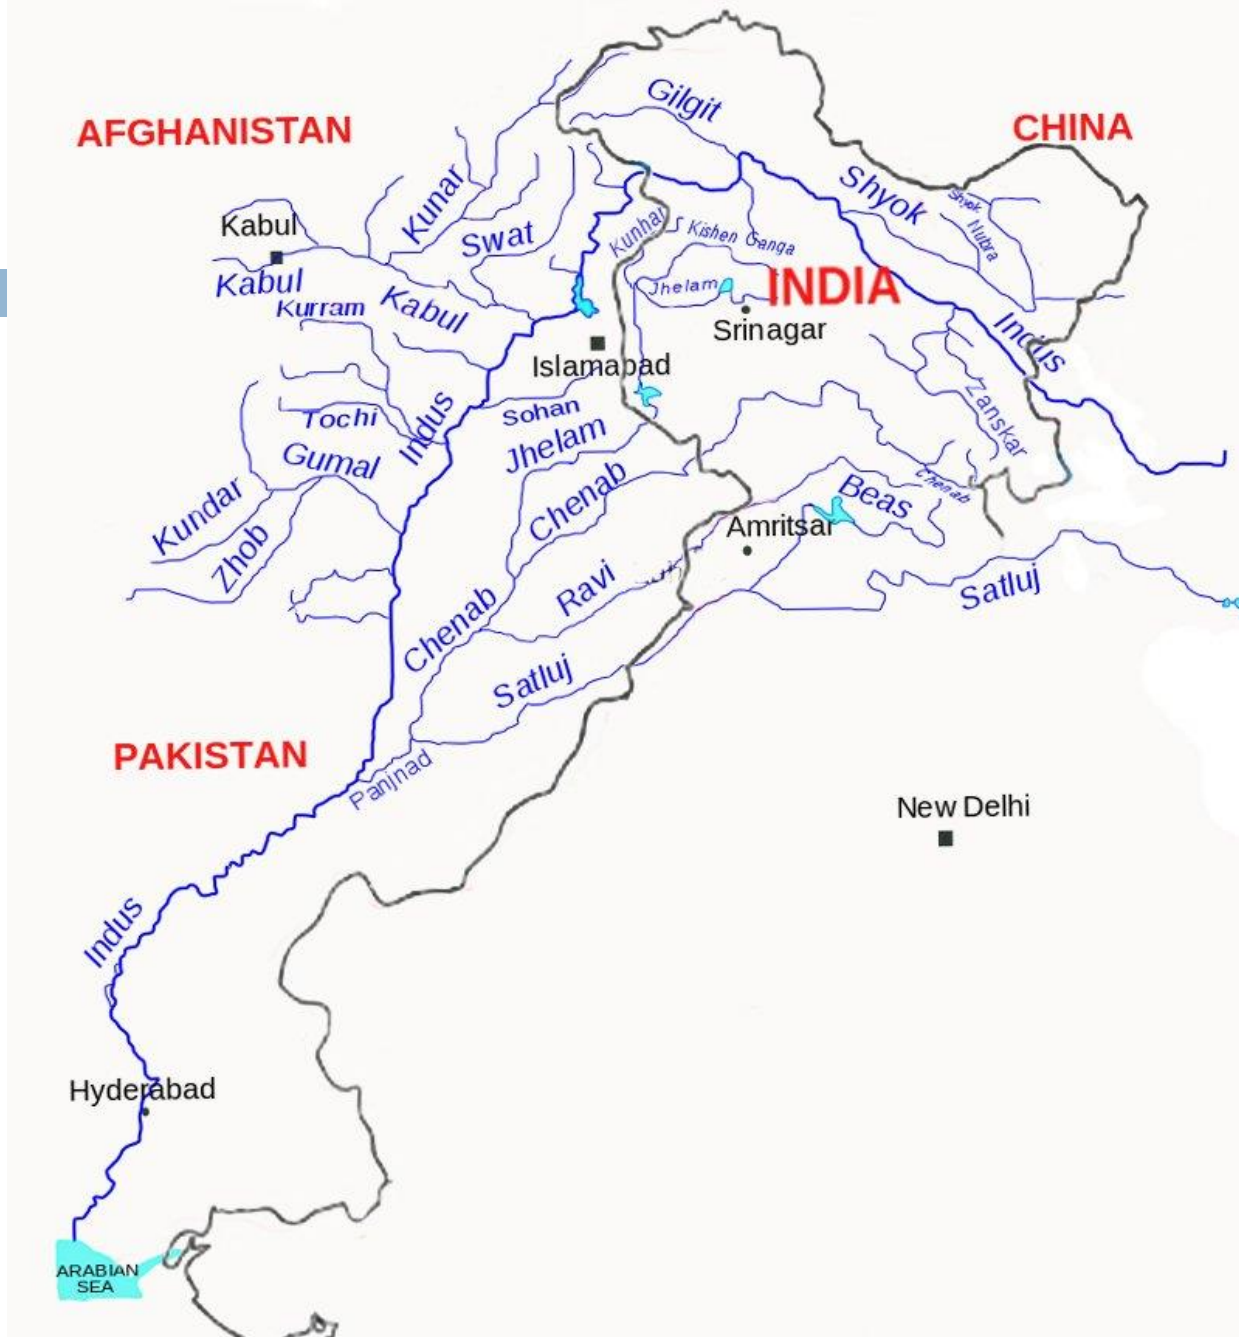 Gilgit
AFGHANISTAN
CHINA
Kunar
Shyok
Shyok
Kabul
Swat
Kunhar
Kishen Ganga
Nubra
Kabul
Jhelam
INDIA
Kurram
Kabul
Srinagar
Indus
Islamabad
Zanskar
Tochi
Indus
Sohan
Jhelam
Gumal
Chenab
Chenab
Beas
Kundar
Amritsar
Zhob
Ravi
Satluj
Chenab
Satluj
PAKISTAN
Panjnad
New Delhi
Indus
Hyderabad
ARABIAN
SEA